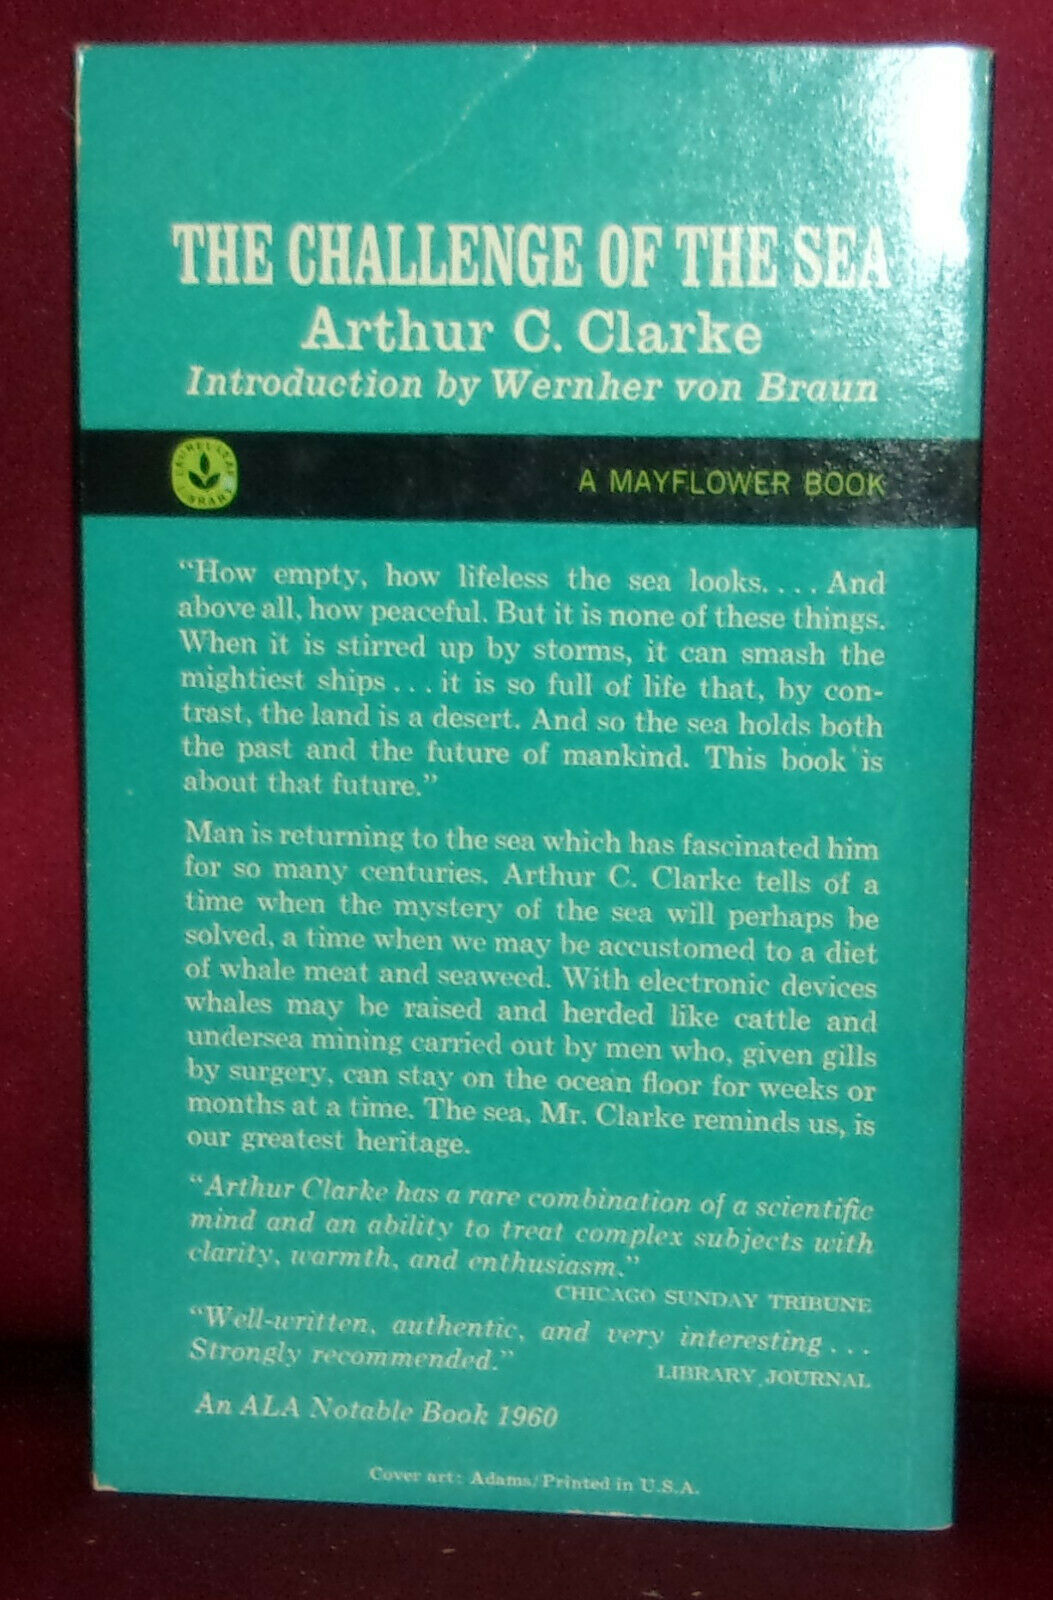 THE CHALLENGE OF THE SEA
Arthur C. Clarke
Introduction by Wernher von Braun
LAUREL-LEAF LIBRARY
A MAYFLOWER BOOK
“How empty, how lifeless the sea looks. . . . And
above all, how peaceful. But it is none of these things.
When it is stirred up by storms, it can smash the
mightiest ships . . . it is so full of life that, by con-
trast, the land is a desert. And so the sea holds both
the past and the future of mankind. This book is
about that future.”
Man is returning to the sea which has fascinated him
for so many centuries. Arthur C. Clarke tells of a
time when the mystery of the sea will perhaps be
solved, a time when we may be accustomed to a diet
of whale meat and seaweed. With electronic devices
whales may be raised and herded like cattle and
undersea mining carried out by men who, given gills
by surgery, can stay on the ocean floor for weeks or
months at a time. The sea, Mr. Clarke reminds us, is
our greatest heritage.
“Arthur Clarke has a rare combination of a scientific
mind and an ability to treat complex subjects with
clarity, warmth, and enthusiasm.”
CHICAGO SUNDAY TRIBUNE
“Well-written, authentic, and very interesting . . .
Strongly recommended.”
LIBRARY JOURNAL
An ALA Notable Book 1960
Cover art: Adams/Printed in U.S.A.